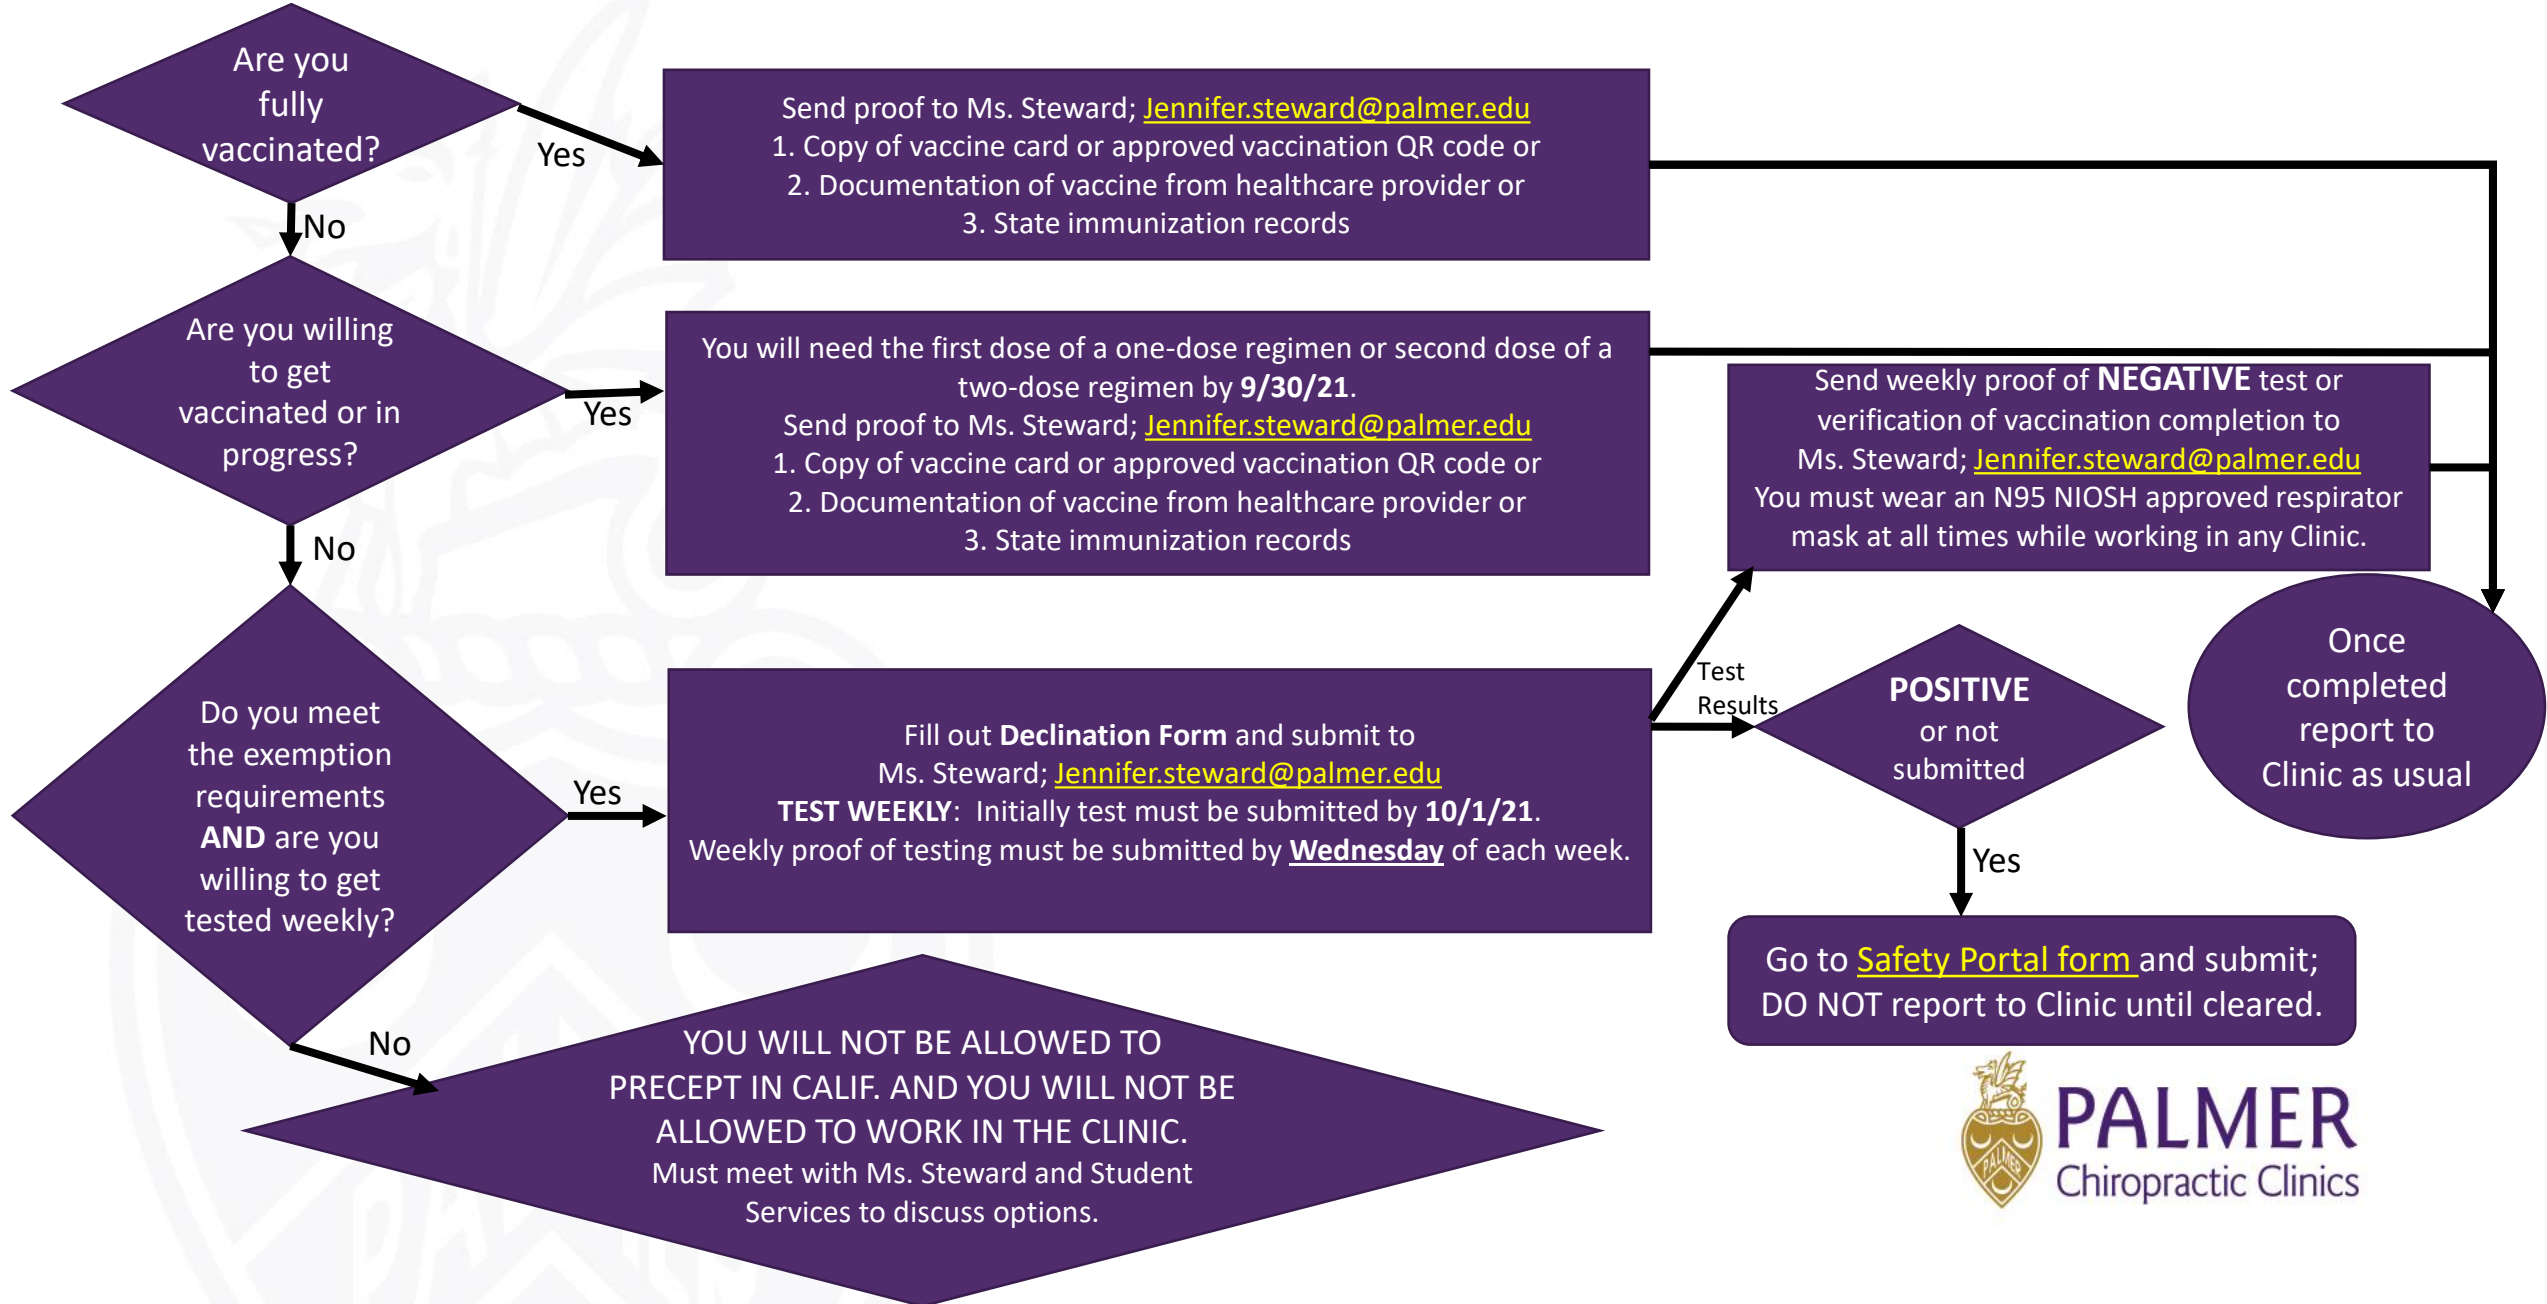 Are you
fully
vaccinated?
Yes
No
Send proof to Ms. Steward; Jennifer.steward@palmer.edu
1. Copy of vaccine card or approved vaccination QR code or
2. Documentation of vaccine from healthcare provider or
3. State immunization records
Are you willing
to get
vaccinated or in
progress?
Yes
No
You will need the first dose of a one-dose regimen or second dose of a
two-dose regimen by 9/30/21.
Send proof to Ms. Steward; Jennifer.steward@palmer.edu
1. Copy of vaccine card or approved vaccination QR code or
2. Documentation of vaccine from healthcare provider or
3. State immunization records
Send weekly proof of NEGATIVE test or
verification of vaccination completion to
Ms. Steward; Jennifer.steward@palmer.edu
You must wear an N95 NIOSH approved respirator
mask at all times while working in any Clinic.
Do you meet
the exemption
requirements
AND are you
willing to get
tested weekly?
Yes
No
Fill out Declination Form and submit to
Ms. Steward; Jennifer.steward@palmer.edu
TEST WEEKLY: Initially test must be submitted by 10/1/21.
Weekly proof of testing must be submitted by Wednesday of each week.
Test
Results
POSITIVE
or not
submitted
Yes
Once
completed
report to
Clinic as usual
Go to Safety Portal form and submit;
DO NOT report to Clinic until cleared.
YOU WILL NOT BE ALLOWED TO
PRECEPT IN CALIF. AND YOU WILL NOT BE
ALLOWED TO WORK IN THE CLINIC.
Must meet with Ms. Steward and Student
Services to discuss options.
PALMER
PALMER
Chiropractic Clinics